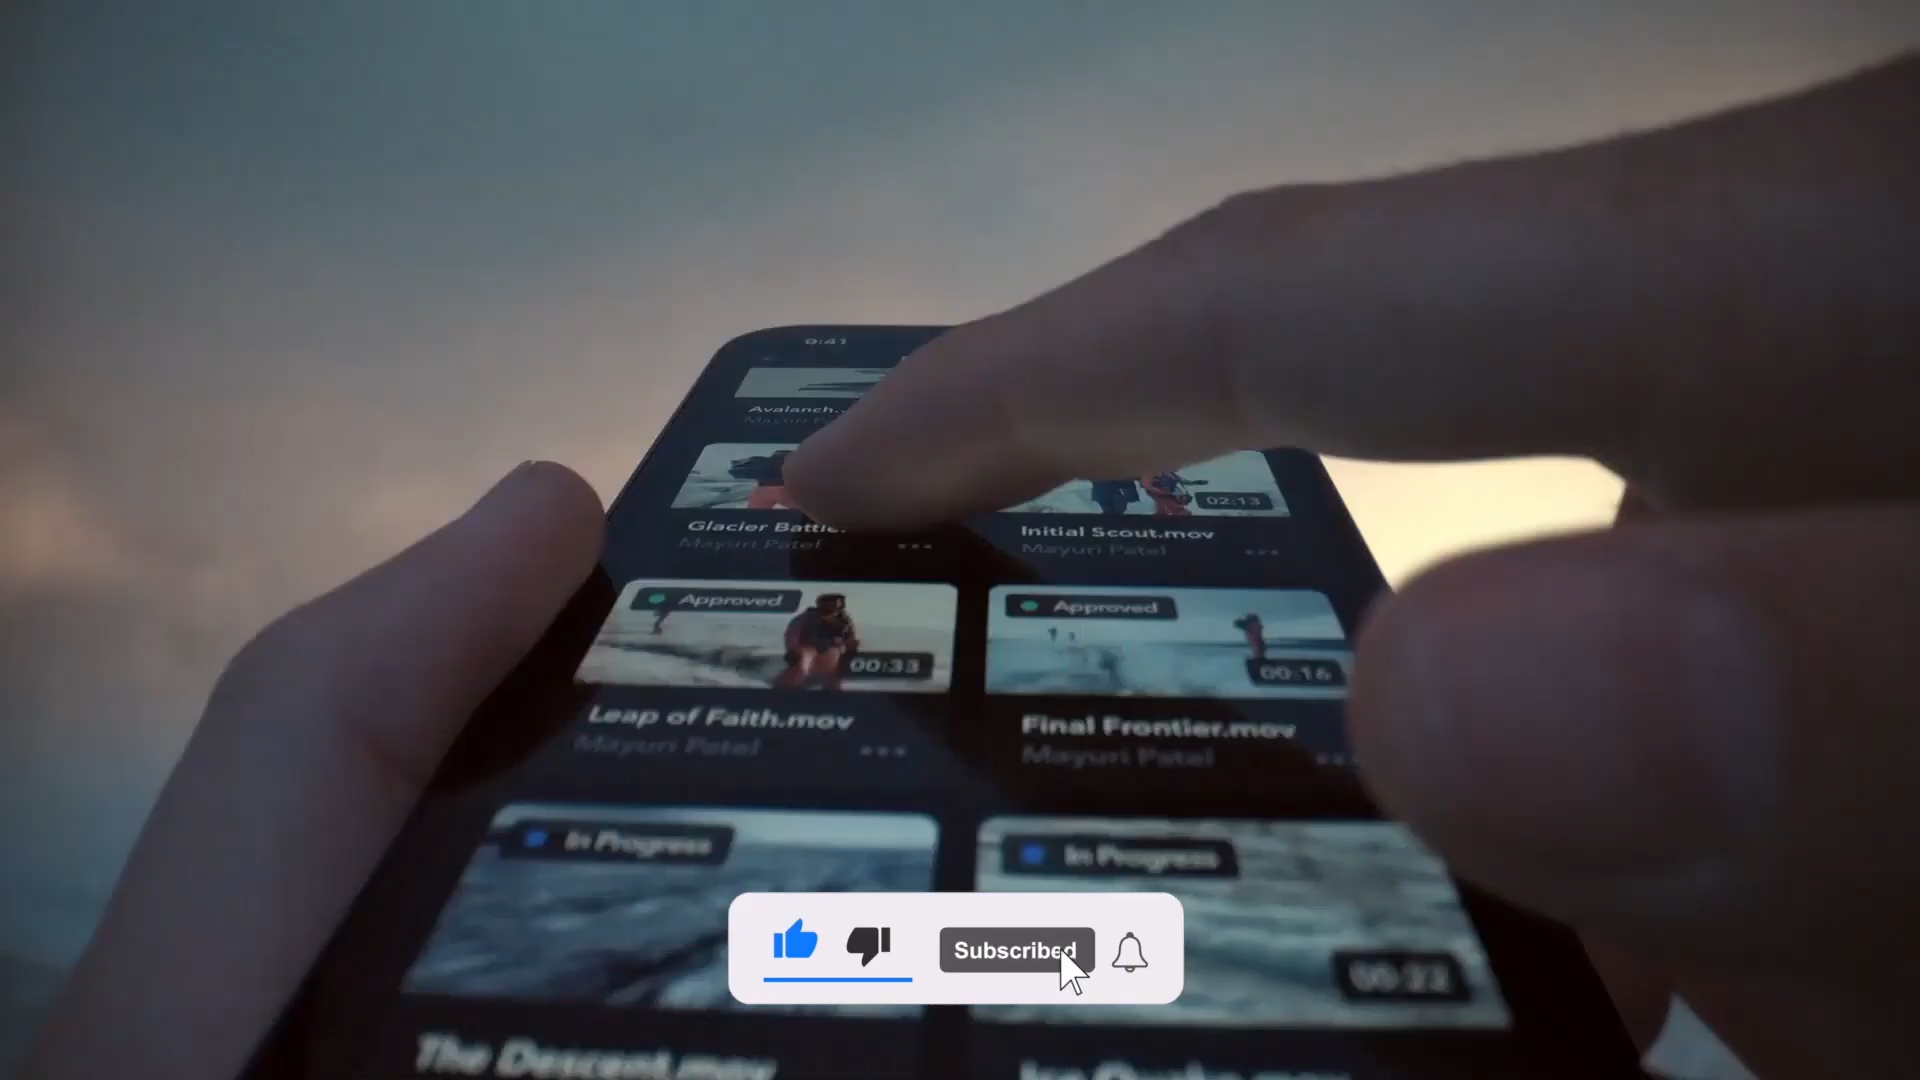 9:41
Avalanch...
Mayuri Pa
Glacier Battle.
Mayuri Patel
02:13
Initial Scout.mov
Mayuri Patel
Approved
00:33
Leap of Faith.mov
Mayuri Patel
Approved
00:16
Final Frontier.mov
Mayuri Patel
In Progress
The Descent.mov
In Progress
00:22
Subscribed